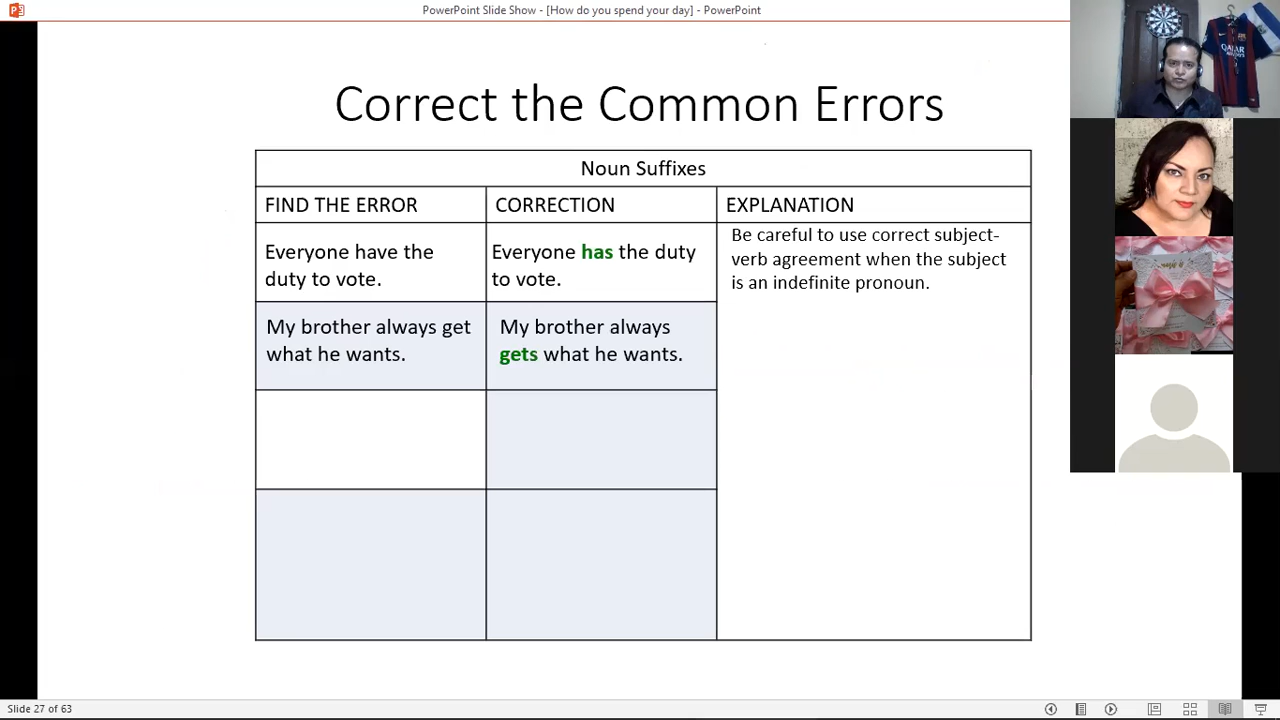 PowerPoint Slide Show - [How do you spend your day] - PowerPoint
Correct the Common Errors
Noun Suffixes
FIND THE ERROR
CORRECTION
EXPLANATION
Everyone have the
duty to vote.
Everyone has the duty
to vote.
Be careful to use correct subject-
verb agreement when the subject
is an indefinite pronoun.
My brother always get
what he wants.
My brother always
gets what he wants.
Slide 27 of 63
QATAR